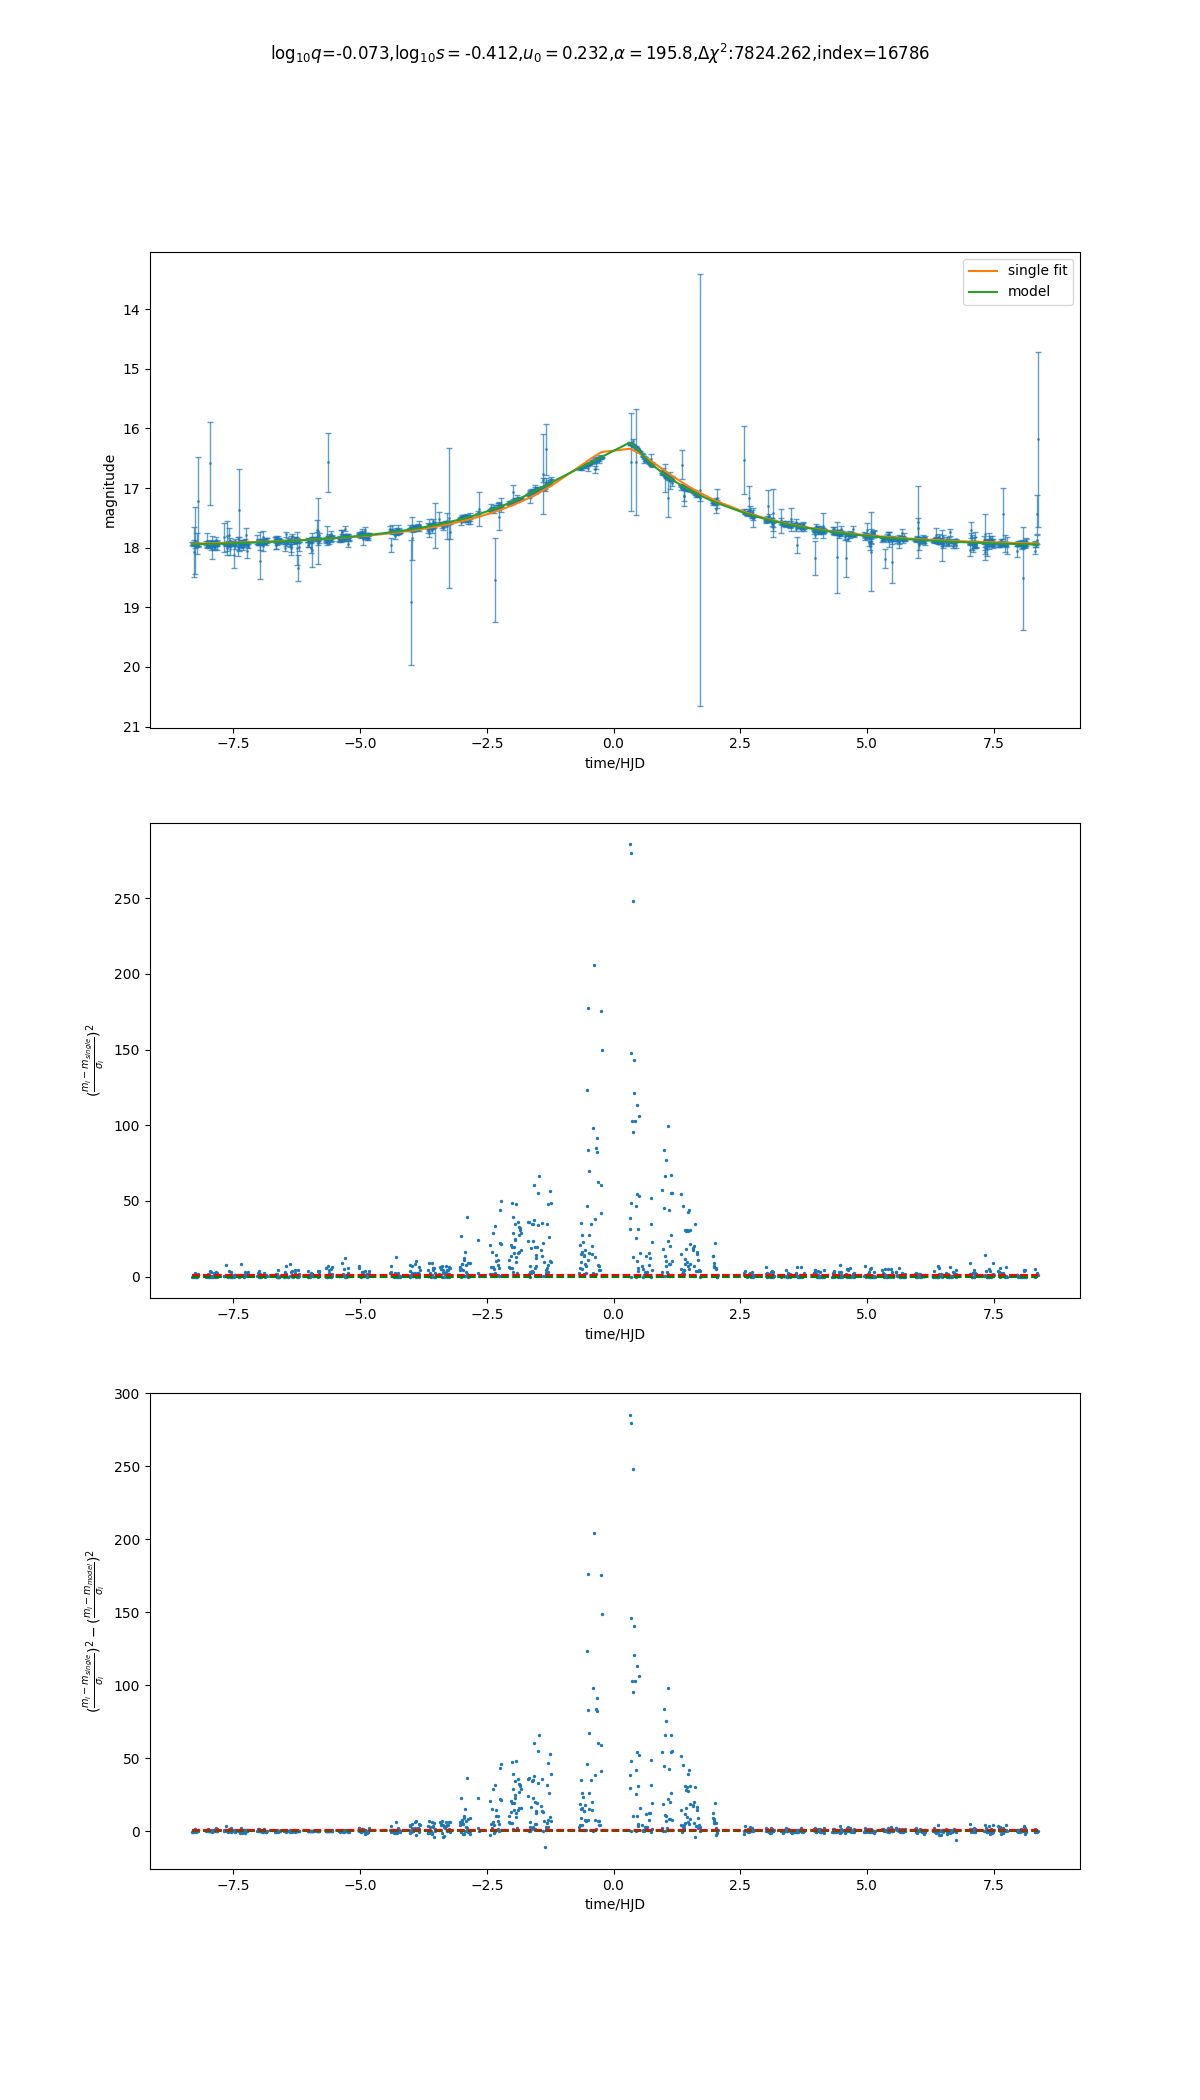 log₁₀q=-0.073,log₁₀s = -0.412,u₀ = 0.232,α = 195.8,Δχ²:7824.262,index=16786
single fit
model
magnitude
14
15
16
17
18
19
20
21
−7.5 −5.0 −2.5 0.0 2.5 5.0 7.5
time/HJD
(mᵢ − m_single / σᵢ)²
250
200
150
100
50
0
−7.5 −5.0 −2.5 0.0 2.5 5.0 7.5
time/HJD
(mᵢ − m_single / σᵢ)² − (mᵢ − m_model / σᵢ)²
300
250
200
150
100
50
0
−7.5 −5.0 −2.5 0.0 2.5 5.0 7.5
time/HJD